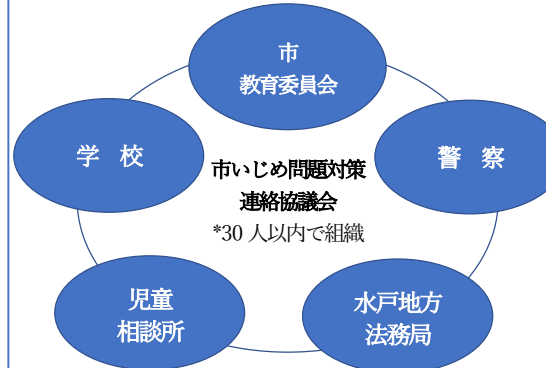 市
教育委員会
学　校
警　察
市いじめ問題対策
連絡協議会
*30 人以内で組織
児童
相談所
水戸地方
法務局